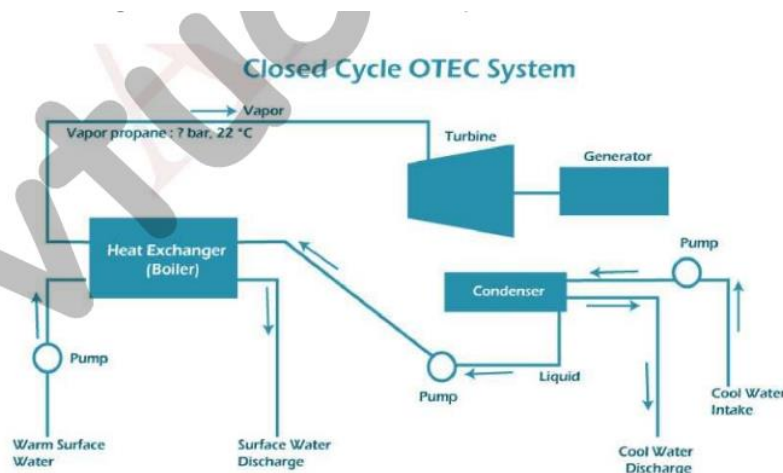 Closed Cycle OTEC System
Vapor
Vapor propane : ? bar, 22 °C
Turbine
Generator
Heat Exchanger
(Boiler)
Pump
Condenser
Pump
Pump
Liquid
Cool Water
Intake
Warm Surface
Water
Surface Water
Discharge
Cool Water
Discharge